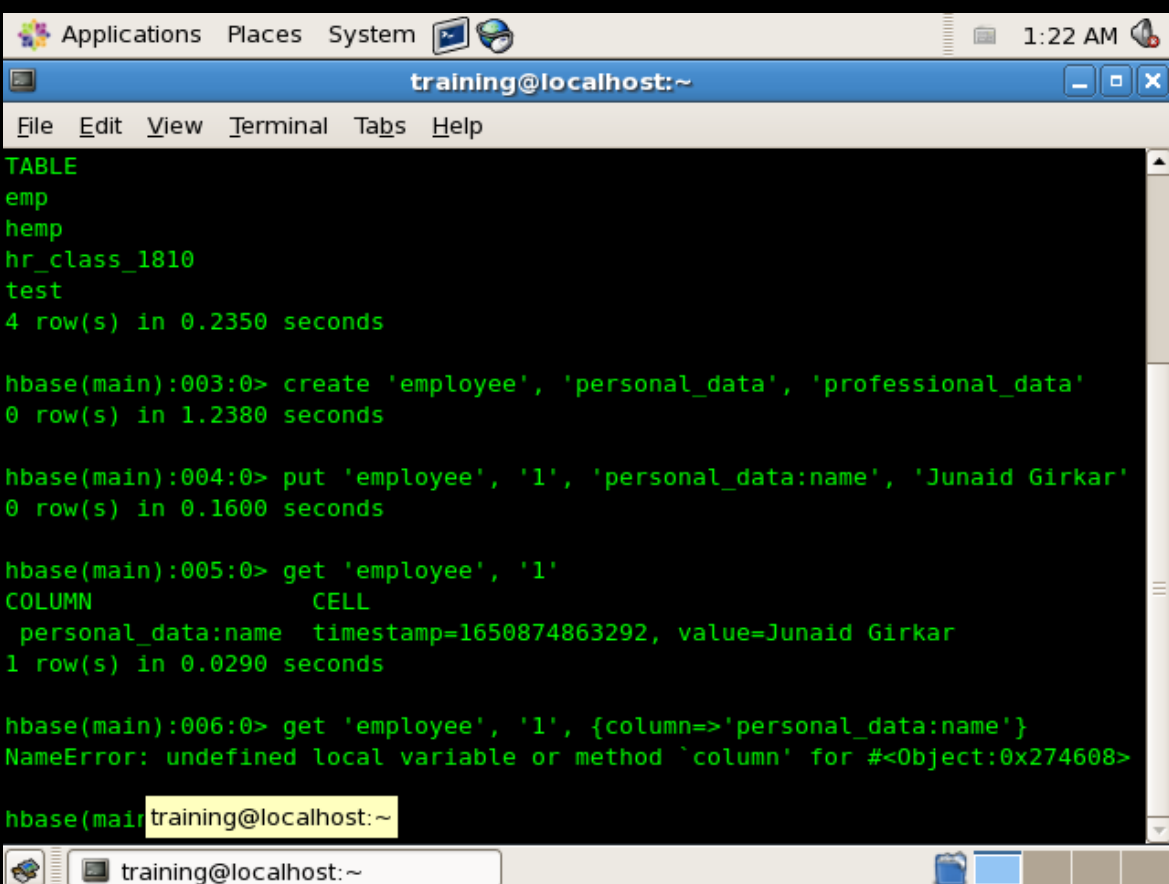 Applications Places System 1:22 AM
training@localhost:~
File Edit View Terminal Tabs Help
TABLE
emp
hemp
hr_class_1810
test
4 row(s) in 0.2350 seconds
hbase(main):003:0> create 'employee', 'personal_data', 'professional_data'
0 row(s) in 1.2380 seconds
hbase(main):004:0> put 'employee', '1', 'personal_data:name', 'Junaid Girkar'
0 row(s) in 0.1600 seconds
hbase(main):005:0> get 'employee', '1'
COLUMN CELL
personal_data:name timestamp=1650874863292, value=Junaid Girkar
1 row(s) in 0.0290 seconds
hbase(main):006:0> get 'employee', '1', {column=>'personal_data:name'}
NameError: undefined local variable or method `column' for #<Object:0x274608>
hbase(main training@localhost:~
training@localhost:~